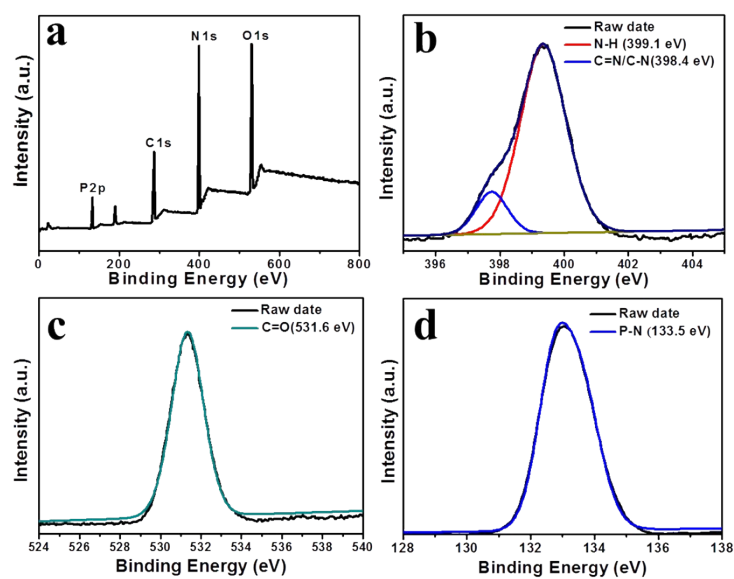 a
P2p
C1s
N1s
O1s
Intensity (a.u.)
0 200 400 600 800
Binding Energy (eV)
b
Raw date
N-H (399.1 eV)
C=N/C-N(398.4 eV)
Intensity (a.u.)
396 398 400 402 404
Binding Energy (eV)
c
Raw date
C=O(531.6 eV)
Intensity (a.u.)
524 526 528 530 532 534 536 538 540
Binding Energy (eV)
d
Raw date
P-N (133.5 eV)
Intensity (a.u.)
128 130 132 134 136 138
Binding Energy (eV)